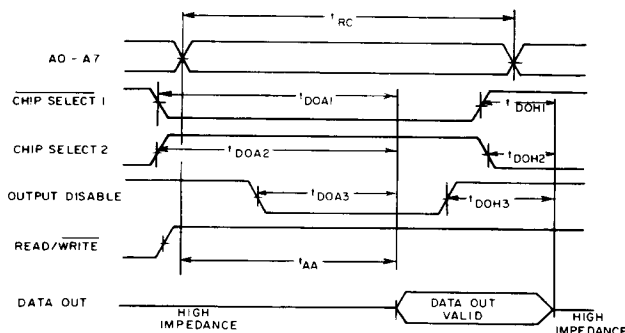 tRC
A0 - A7
CHIP SELECT 1
tDOA1
tDOH1
CHIP SELECT 2
tDOA2
tDOH2
OUTPUT DISABLE
tDOA3
tDOH3
READ/WRITE
tAA
DATA OUT
HIGH
IMPEDANCE
DATA OUT
VALID
HIGH
IMPEDANCE